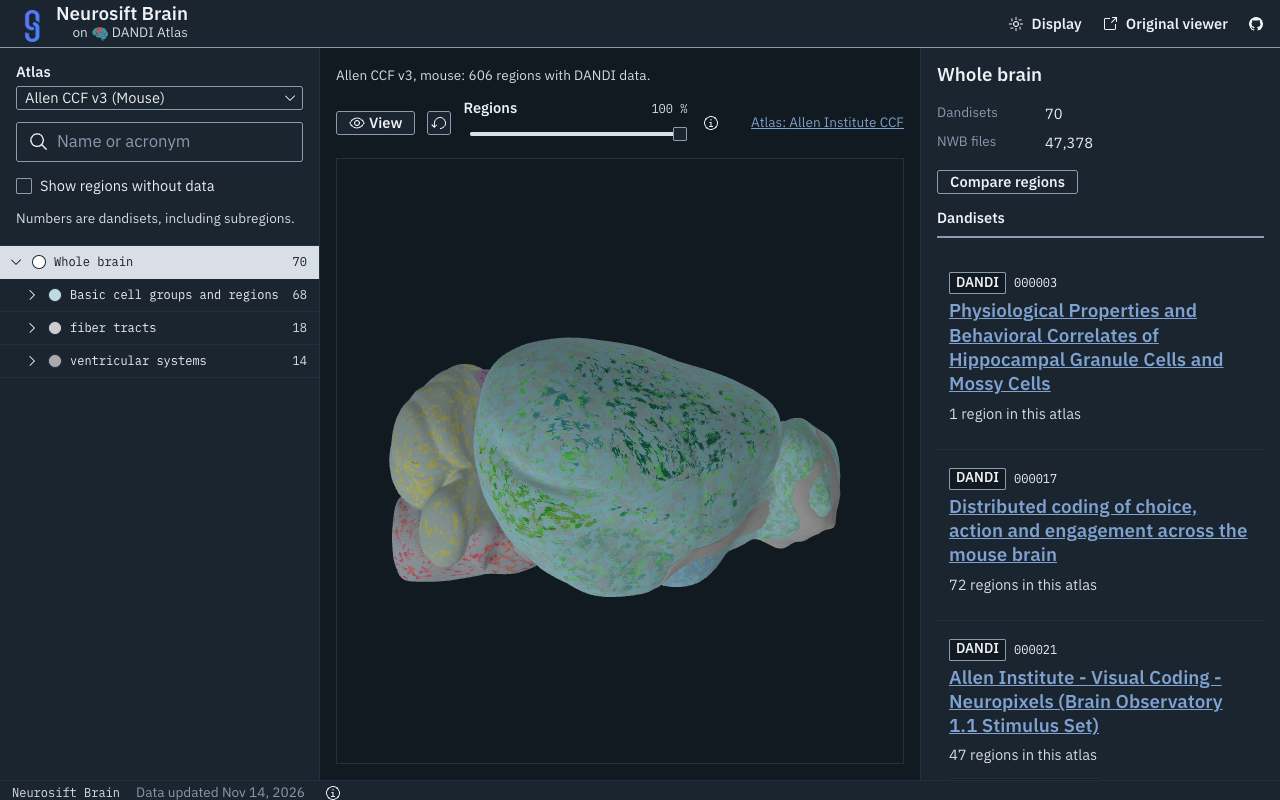 Neurosift Brain
on DANDI Atlas
Display
Original viewer
Atlas
Allen CCF v3 (Mouse)
Name or acronym
Show regions without data
Numbers are dandisets, including subregions.
Whole brain 70
Basic cell groups and regions 68
fiber tracts 18
ventricular systems 14
Allen CCF v3, mouse: 606 regions with DANDI data.
View
Regions 100 %
Atlas: Allen Institute CCF
Whole brain
Dandisets 70
NWB files 47,378
Compare regions
Dandisets
DANDI 000003
Physiological Properties and
Behavioral Correlates of
Hippocampal Granule Cells and
Mossy Cells
1 region in this atlas
DANDI 000017
Distributed coding of choice,
action and engagement across the
mouse brain
72 regions in this atlas
DANDI 000021
Allen Institute - Visual Coding -
Neuropixels (Brain Observatory
1.1 Stimulus Set)
47 regions in this atlas
Neurosift Brain Data updated Nov 14, 2026